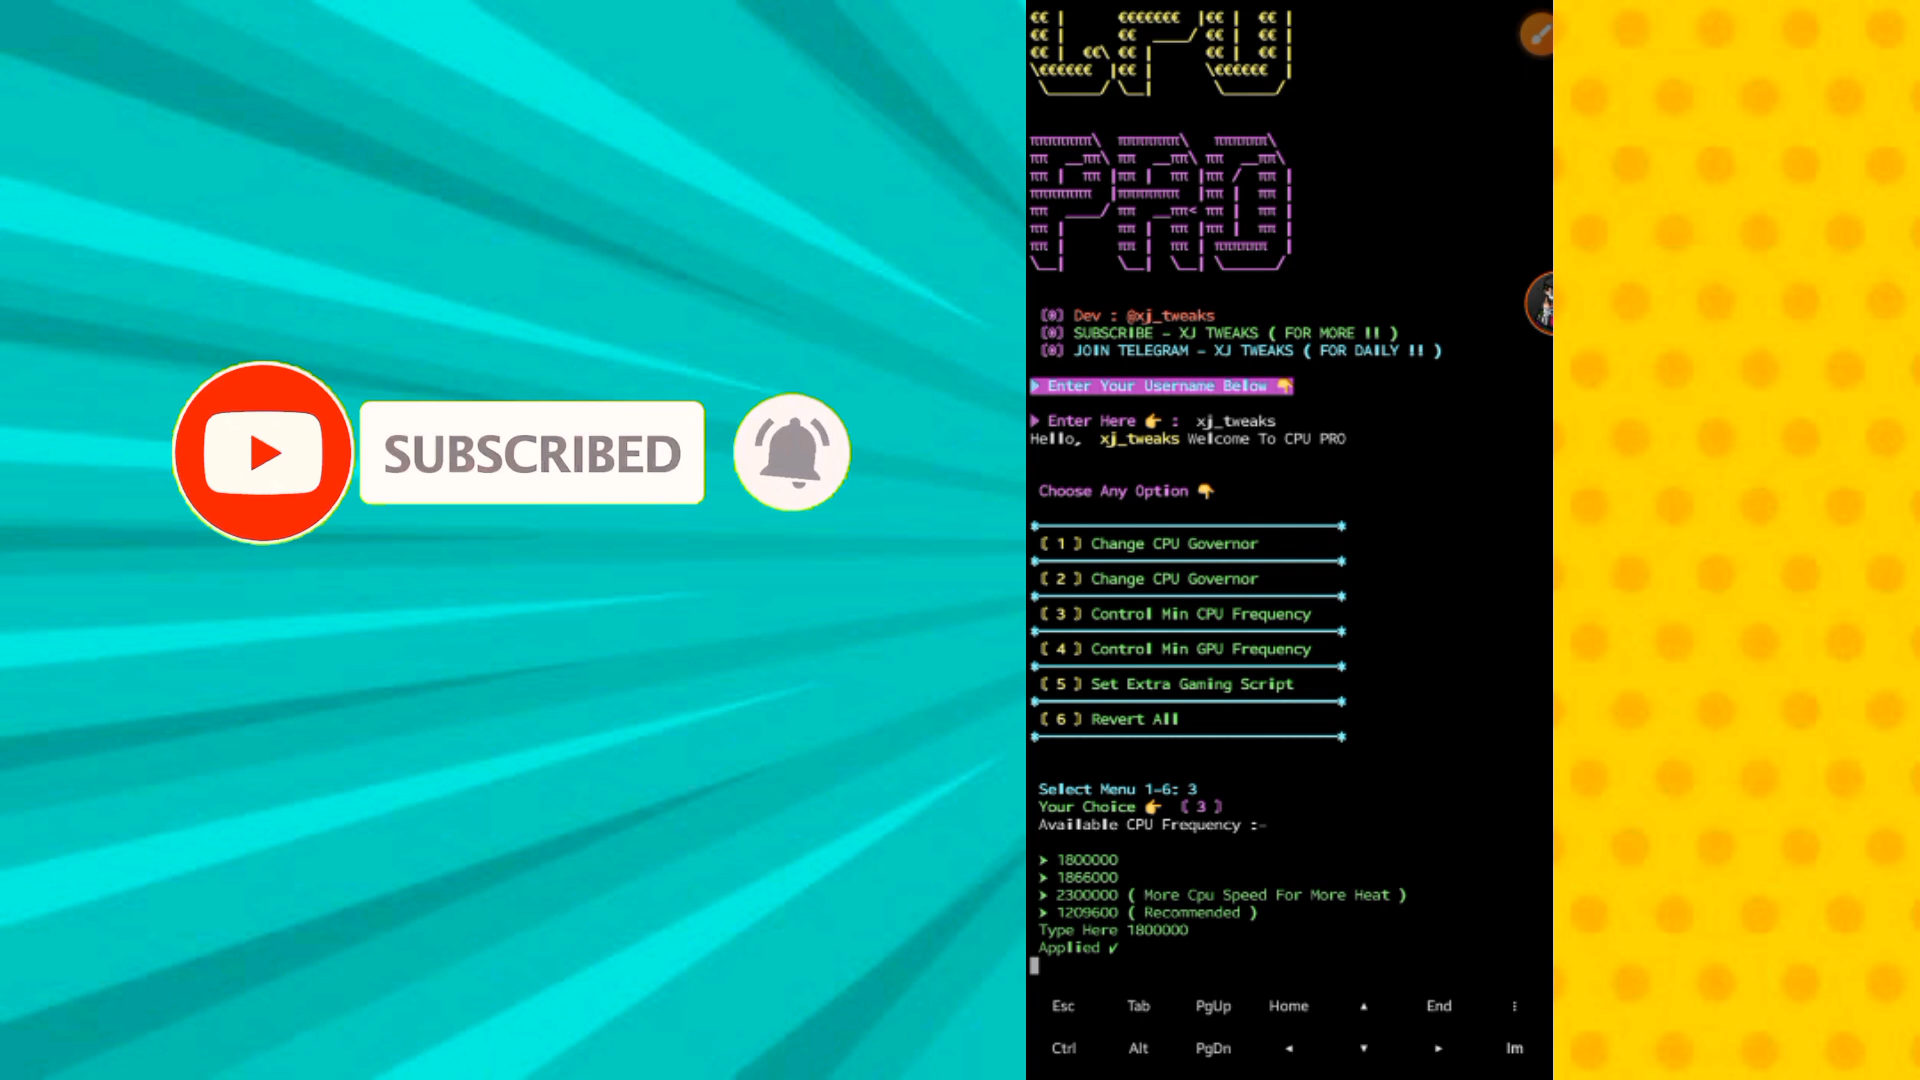 SUBSCRIBED
CPU
PRO
[®] Dev : @xj_tweaks
[®] SUBSCRIBE - XJ TWEAKS ( FOR MORE !! )
[®] JOIN TELEGRAM - XJ TWEAKS ( FOR DAILY !! )
Enter Your Username Below 👇
Enter Here 👉 : xj_tweaks
Hello, xj_tweaks Welcome To CPU PRO
Choose Any Option 👇
[ 1 ] Change CPU Governor
[ 2 ] Change CPU Governor
[ 3 ] Control Min CPU Frequency
[ 4 ] Control Min GPU Frequency
[ 5 ] Set Extra Gaming Script
[ 6 ] Revert All
Select Menu 1-6: 3
Your Choice 👉 [ 3 ]
Available CPU Frequency :-
➤ 1800000
➤ 1866000
➤ 2300000 ( More Cpu Speed For More Heat )
➤ 1209600 ( Recommended )
Type Here 1800000
Applied ✔
Esc Tab PgUp Home ▲ End ⋮
Ctrl Alt PgDn ◄ ▼ ► Im